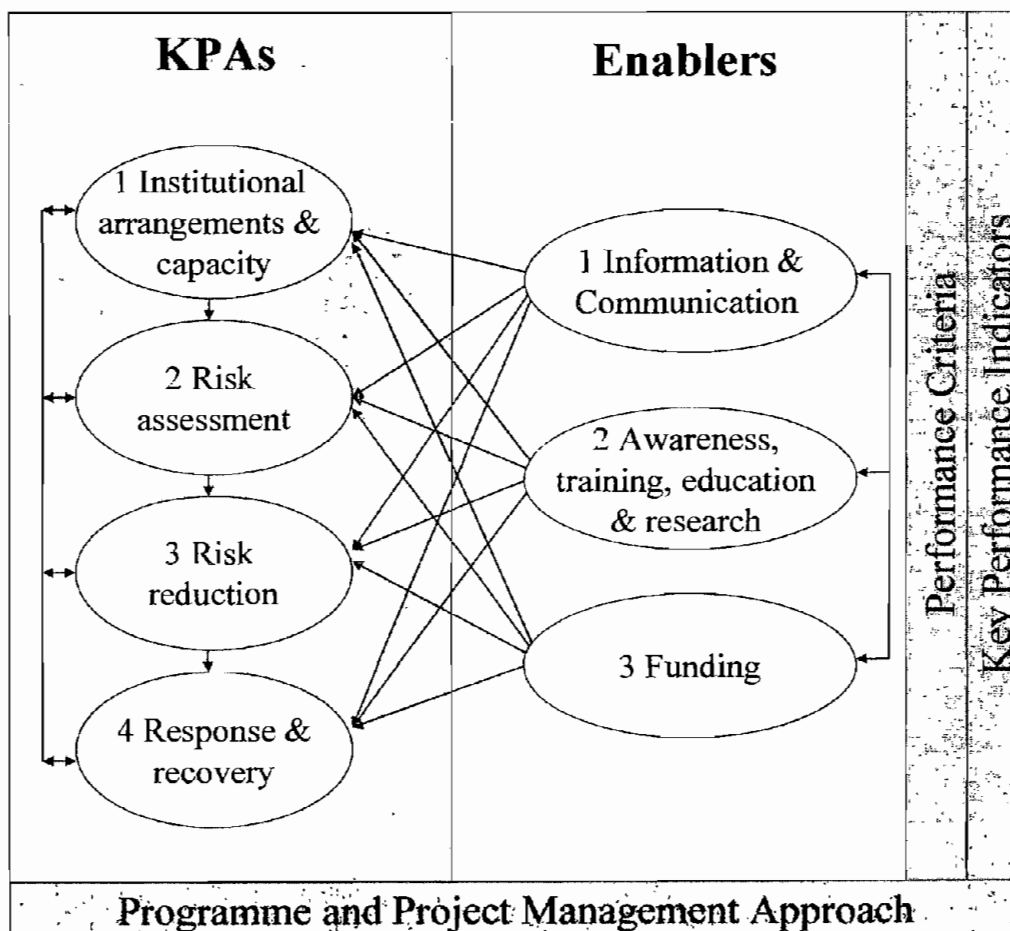 KPAs
1 Institutional
arrangements &
capacity
2 Risk
assessment
3 Risk
reduction
4 Response &
recovery
Enablers
1 Information &
Communication
2 Awareness,
training, education
& research
3 Funding
Performance Criteria
Key Performance Indicators
Programme and Project Management Approach